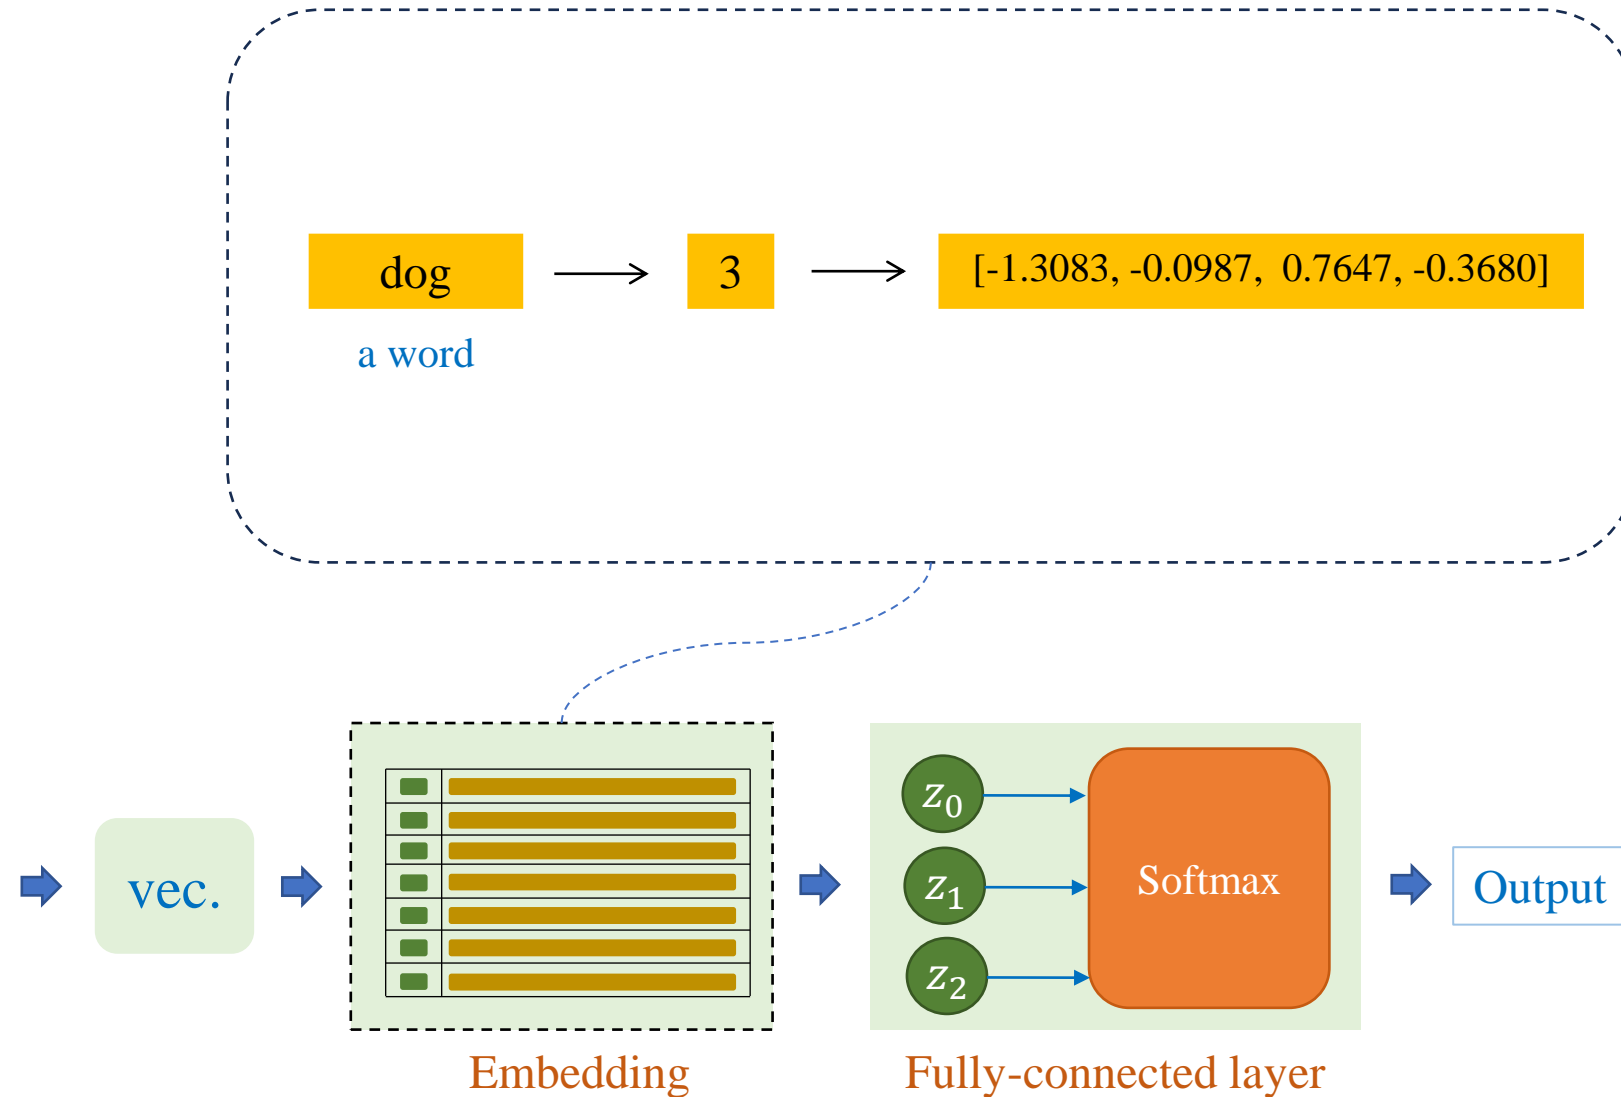 dog
3
[-1.3083, -0.0987, 0.7647, -0.3680]
a word
vec.
z0
z1
z2
Softmax
Output
Embedding
Fully-connected layer